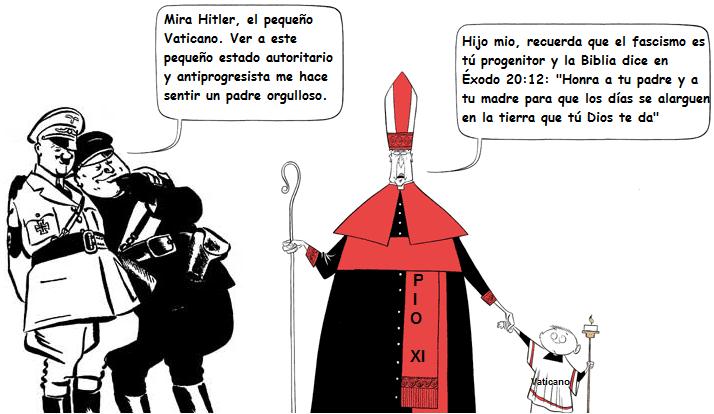 Mira Hitler, el pequeño
Vaticano. Ver a este
pequeño estado autoritario
y antiprogresista me hace
sentir un padre orgulloso.
Hijo mio, recuerda que el fascismo es
tú progenitor y la Biblia dice en
Éxodo 20:12: "Honra a tu padre y a
tu madre para que los días se alarguen
en la tierra que tú Dios te da"
P
I
O
XI
Vaticano